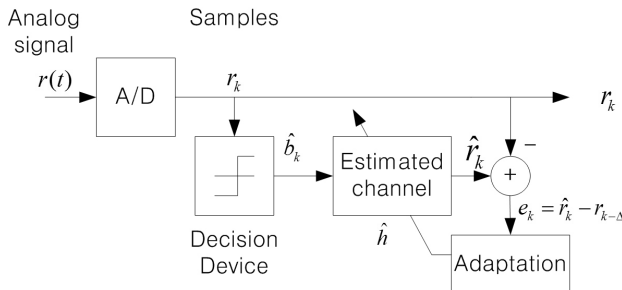 Analog signal
Samples
r(t)
A/D
r_k
r_k
b̂_k
Estimated channel
r̂_k
−
+
Decision Device
ĥ
e_k = r̂_k − r_{k−Δ}
Adaptation